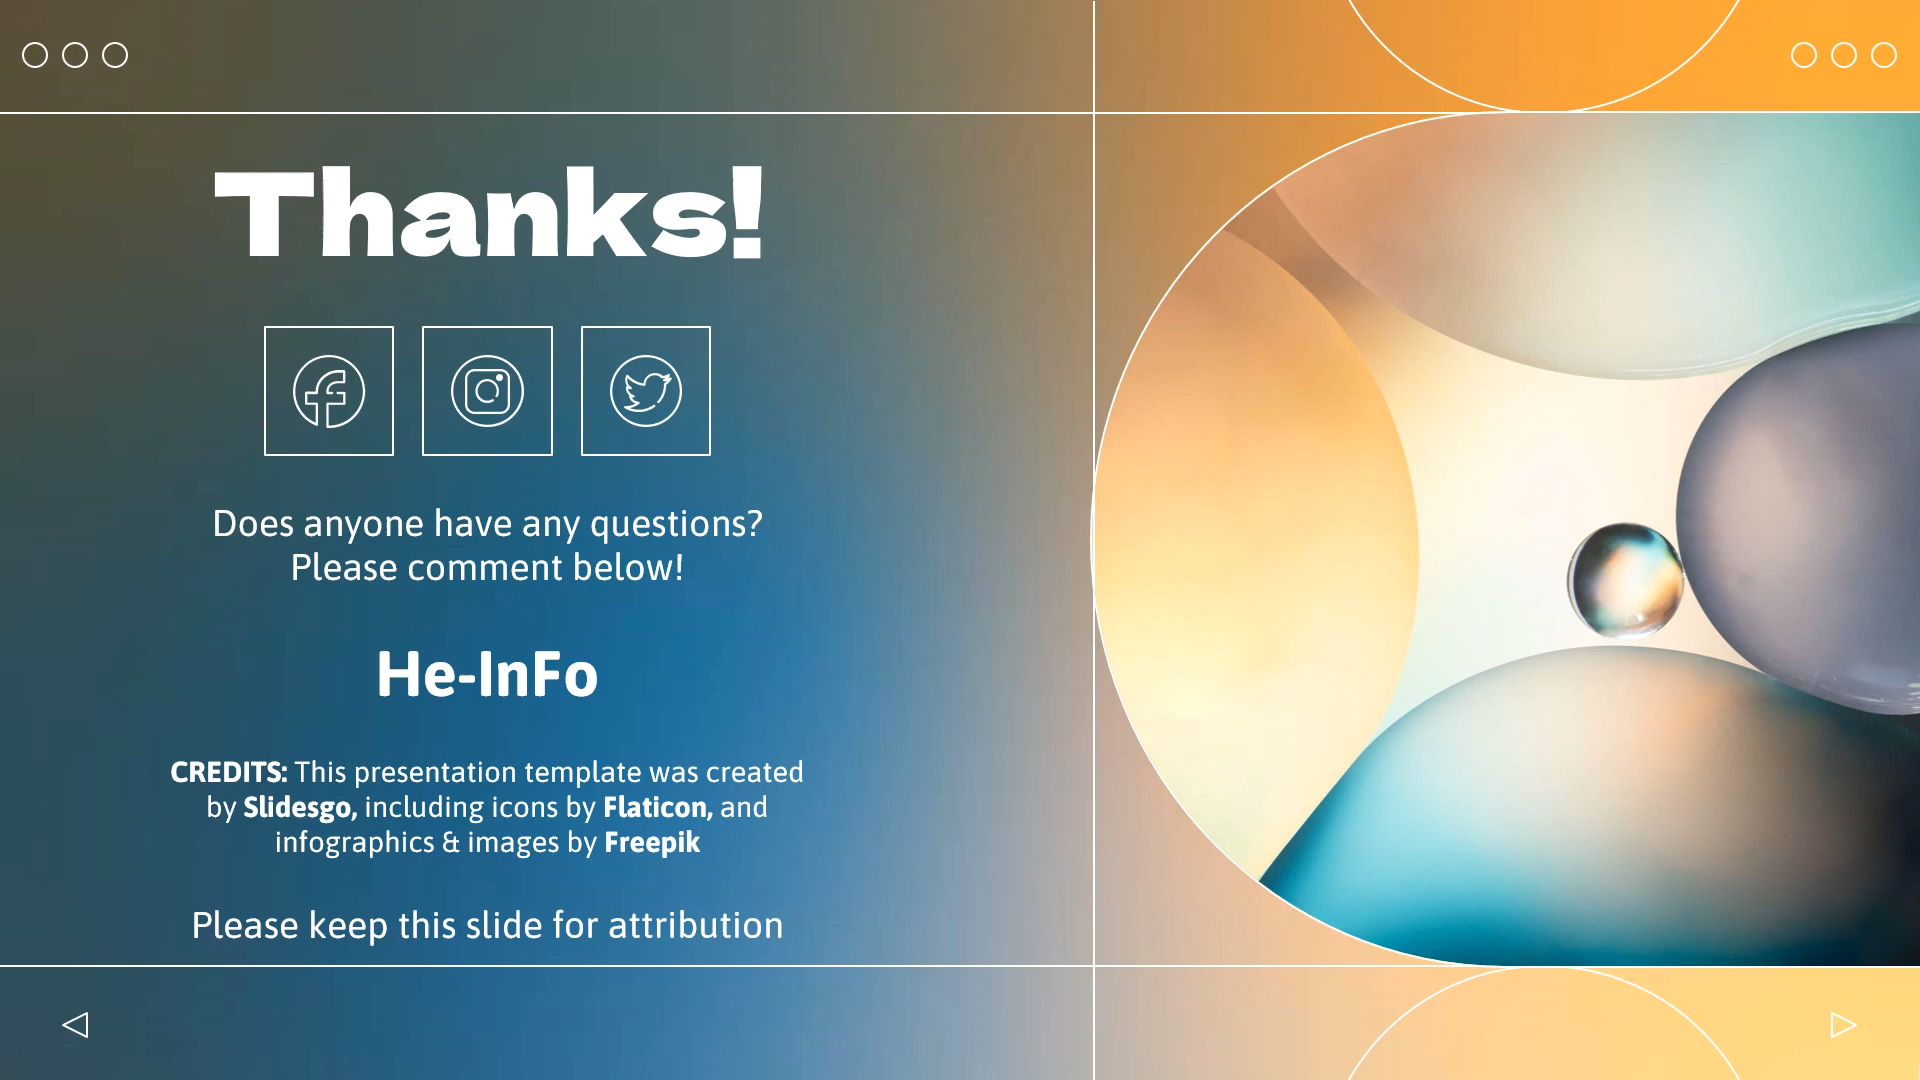 Thanks!
Does anyone have any questions?
Please comment below!
He-InFo
CREDITS: This presentation template was created
by Slidesgo, including icons by Flaticon, and
infographics & images by Freepik
Please keep this slide for attribution